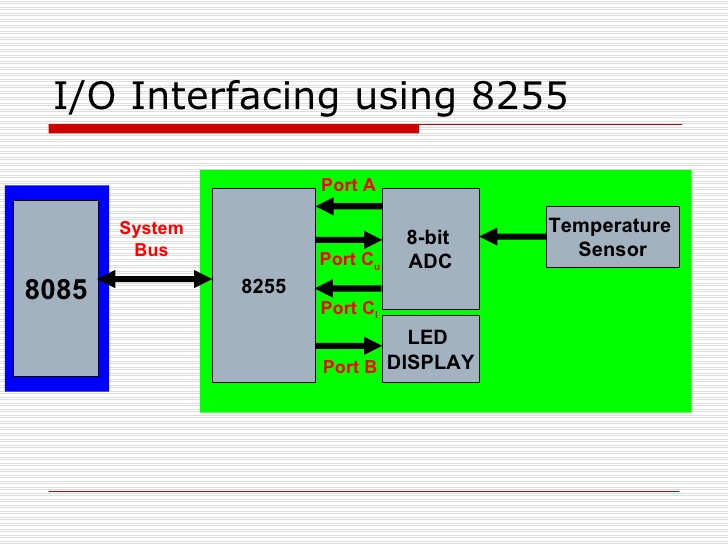 I/O Interfacing using 8255
Port A
System
Bus
8-bit
ADC
Temperature
Sensor
Port Cu
8085
8255
Port Cl
LED
DISPLAY
Port B